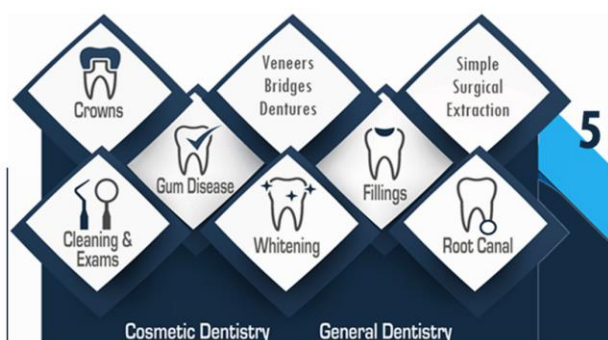 Crowns
Veneers
Bridges
Dentures
Simple
Surgical
Extraction
5
Gum Disease
Fillings
Cleaning &
Exams
Whitening
Root Canal
Cosmetic Dentistry
General Dentistry